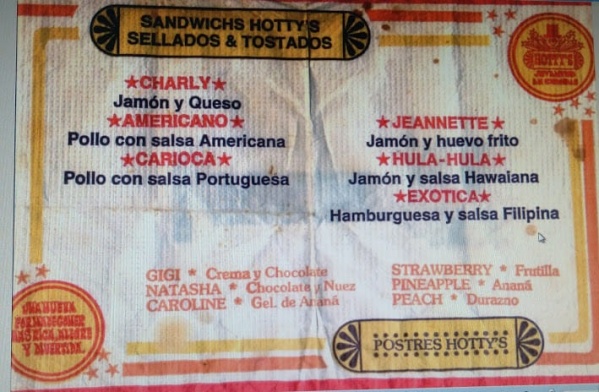 SANDWICHS HOTTY'S
SELLADOS & TOSTADOS
HOTTY'S
★CHARLY★
Jamón y Queso
★AMERICANO★
Pollo con salsa Americana
★CARIOCA★
Pollo con salsa Portuguesa
★JEANNETTE★
Jamón y huevo frito
★HULA-HULA★
Jamón y salsa Hawaiana
★EXOTICA★
Hamburguesa y salsa Filipina
GIGI * Crema y Chocolate
NATASHA * Chocolate y Nuez
CAROLINE * Gel. de Ananá
STRAWBERRY * Frutilla
PINEAPPLE * Ananá
PEACH * Durazno
UNA NUEVA
Y
POSTRES HOTTY'S